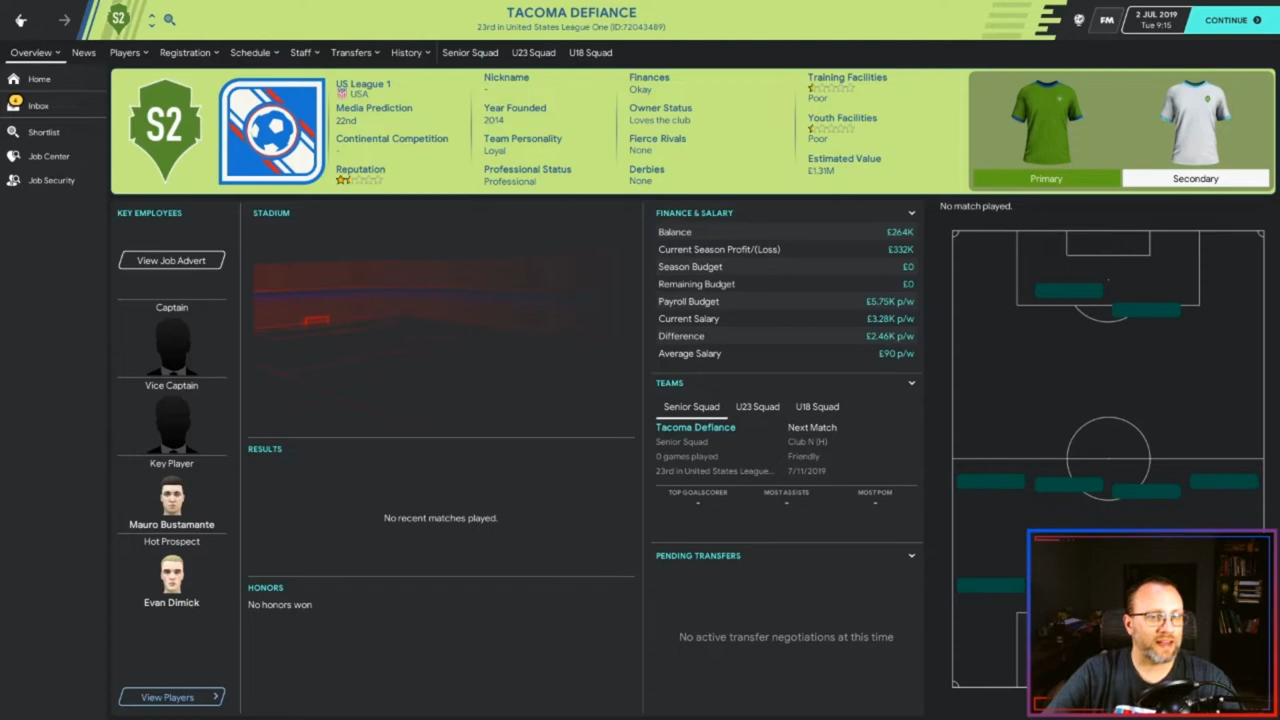 S2
TACOMA DEFIANCE
23rd in United States League One (ID:72043489)
FM
2 JUL 2019
Tue 9:15
CONTINUE
Overview
News
Players
Registration
Schedule
Staff
Transfers
History
Senior Squad
U23 Squad
U18 Squad
Home
Inbox
Shortlist
Job Center
Job Security
S2
US League 1
USA
Media Prediction
22nd
Continental Competition
-
Reputation
Nickname
-
Year Founded
2014
Team Personality
Loyal
Professional Status
Professional
Finances
Okay
Owner Status
Loves the club
Fierce Rivals
None
Derbies
None
Training Facilities
Poor
Youth Facilities
Poor
Estimated Value
£1.31M
Primary
Secondary
KEY EMPLOYEES
View Job Advert
Captain
Vice Captain
Key Player
Mauro Bustamante
Hot Prospect
Evan Dimick
View Players
STADIUM
RESULTS
No recent matches played.
HONORS
No honors won
FINANCE & SALARY
Balance £264K
Current Season Profit/(Loss) £332K
Season Budget £0
Remaining Budget £0
Payroll Budget £5.75K p/w
Current Salary £3.28K p/w
Difference £2.46K p/w
Average Salary £90 p/w
TEAMS
Senior Squad U23 Squad U18 Squad
Tacoma Defiance Next Match
Senior Squad Club N (H)
0 games played Friendly
23rd in United States League... 7/11/2019
TOP GOALSCORER MOST ASSISTS MOST POM
- - -
PENDING TRANSFERS
No active transfer negotiations at this time
No match played.